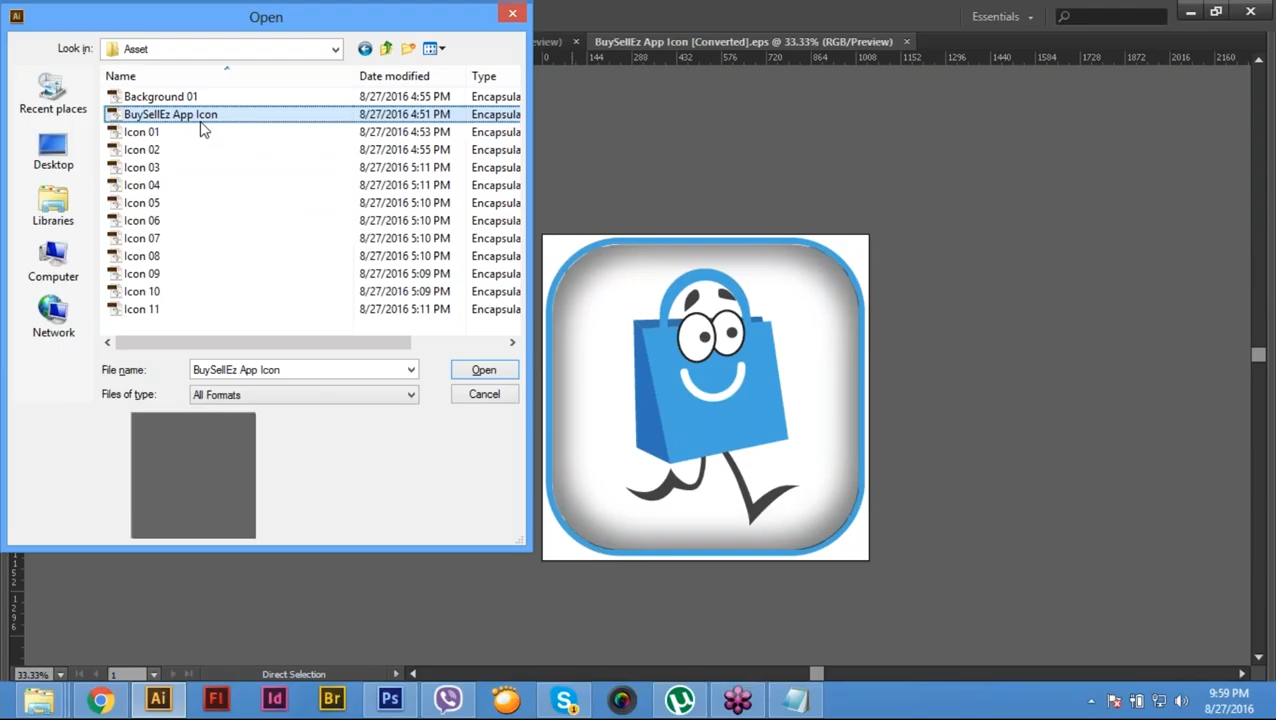 Ai
Open
Essentials
Look in:
Asset
view)
BuySellEz App Icon [Converted].eps @ 33.33% (RGB/Preview)
0 144 288 432 576 720 864 1008 1152 1296 1440 1584 1728 1872 2016 2160
Name Date modified Type
Recent places
Desktop
Libraries
Computer
Network
Background 01 8/27/2016 4:55 PM Encapsula
BuySellEz App Icon 8/27/2016 4:51 PM Encapsula
Icon 01 8/27/2016 4:53 PM Encapsula
Icon 02 8/27/2016 4:55 PM Encapsula
Icon 03 8/27/2016 5:11 PM Encapsula
Icon 04 8/27/2016 5:11 PM Encapsula
Icon 05 8/27/2016 5:10 PM Encapsula
Icon 06 8/27/2016 5:10 PM Encapsula
Icon 07 8/27/2016 5:10 PM Encapsula
Icon 08 8/27/2016 5:10 PM Encapsula
Icon 09 8/27/2016 5:09 PM Encapsula
Icon 10 8/27/2016 5:09 PM Encapsula
Icon 11 8/27/2016 5:11 PM Encapsula
File name: BuySellEz App Icon Open
Files of type: All Formats Cancel
33.33% 1 Direct Selection
Ai Fl Id Br Ps
9:59 PM
8/27/2016